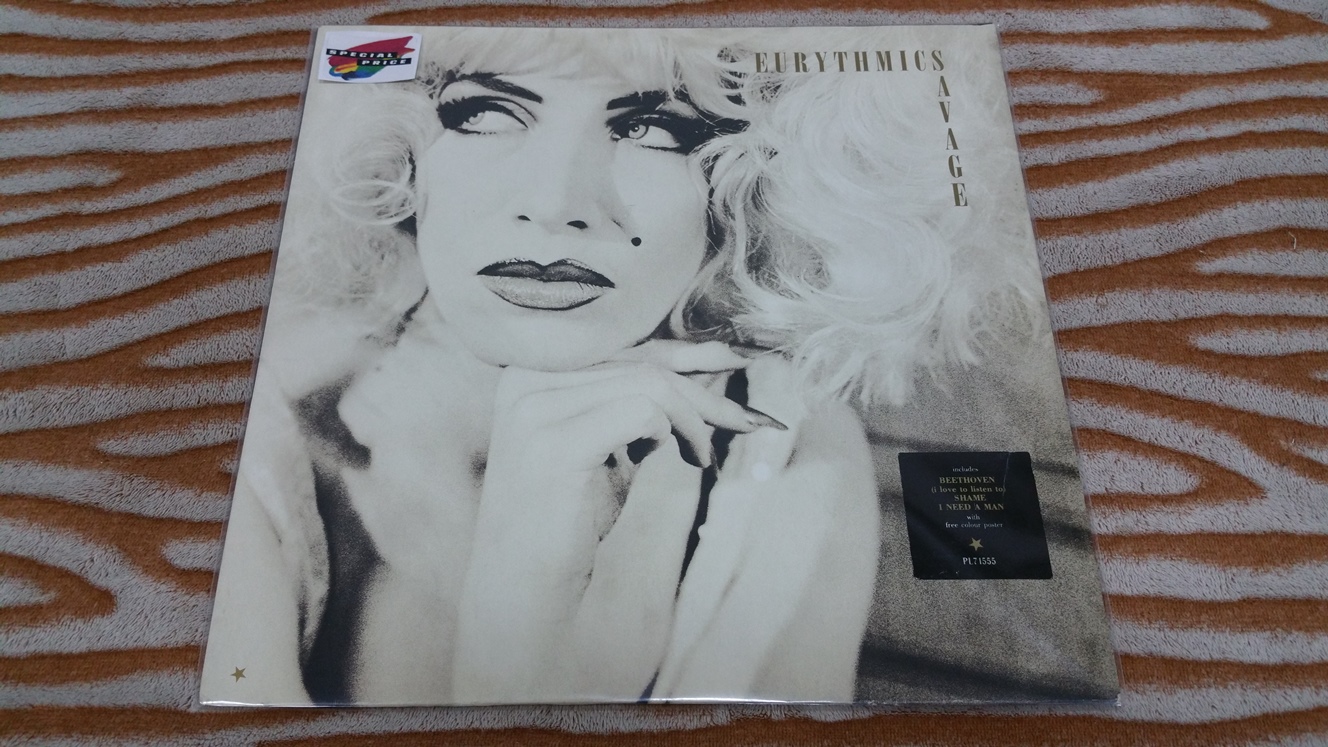 SPECIAL
PRICE
EURYTHMICS
SAVAGE
includes
BEETHOVEN
(i love to listen to)
SHAME
I NEED A MAN
with
free colour poster
PL71555